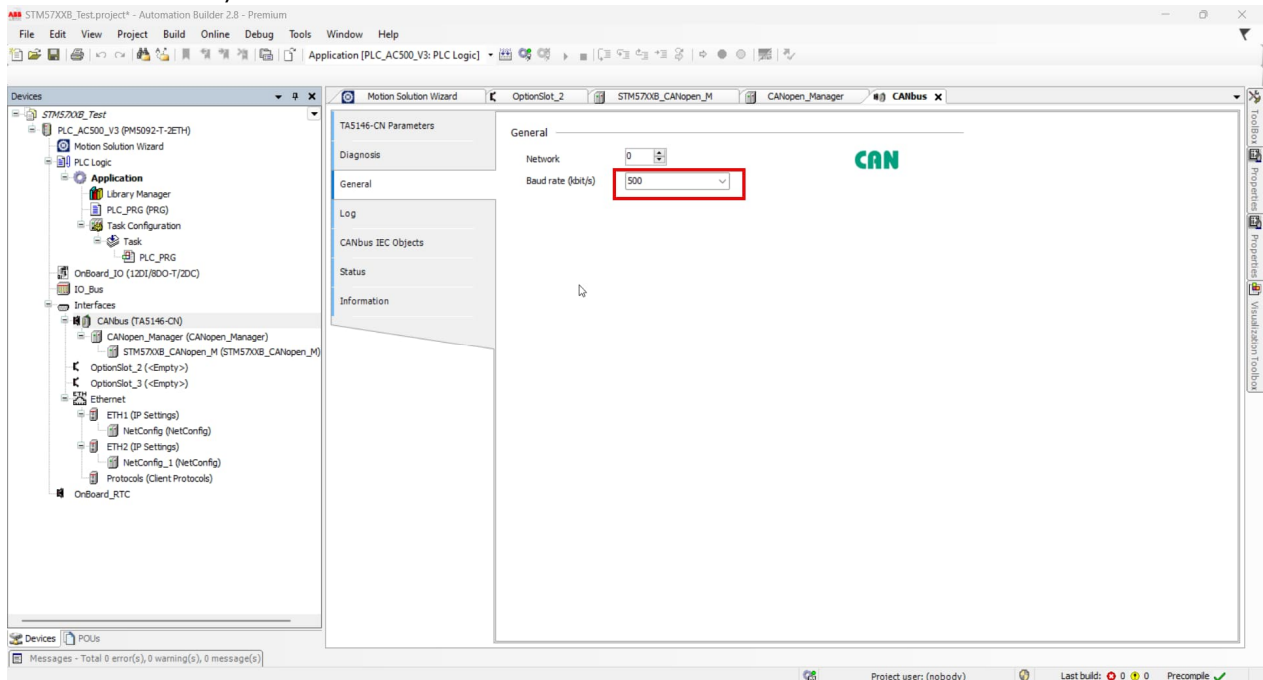 ABB STM57XXB_Test.project* - Automation Builder 2.8 - Premium
File Edit View Project Build Online Debug Tools Window Help
Application [PLC_AC500_V3: PLC Logic]
Devices
STM57XXB_Test
PLC_AC500_V3 (PM5092-T-2ETH)
Motion Solution Wizard
PLC Logic
Application
Library Manager
PLC_PRG (PRG)
Task Configuration
Task
PLC_PRG
OnBoard_IO (12DI/8DO-T/2DC)
IO_Bus
Interfaces
CANbus (TA5146-CN)
CANopen_Manager (CANopen_Manager)
STM57XXB_CANopen_M (STM57XXB_CANopen_M)
OptionSlot_2 (<Empty>)
OptionSlot_3 (<Empty>)
ETH Ethernet
ETH1 (IP Settings)
NetConfig (NetConfig)
ETH2 (IP Settings)
NetConfig_1 (NetConfig)
Protocols (Client Protocols)
OnBoard_RTC
Devices POUs
Messages - Total 0 error(s), 0 warning(s), 0 message(s)
Motion Solution Wizard OptionSlot_2 STM57XXB_CANopen_M CANopen_Manager CANbus X
TA5146-CN Parameters
Diagnosis
General
Log
CANbus IEC Objects
Status
Information
General
Network 0
Baud rate (kbit/s) 500
CAN
ToolBox
Properties
Properties
Visualization Toolbox
Project user: (nobody) Last build: 0 0 Precompile